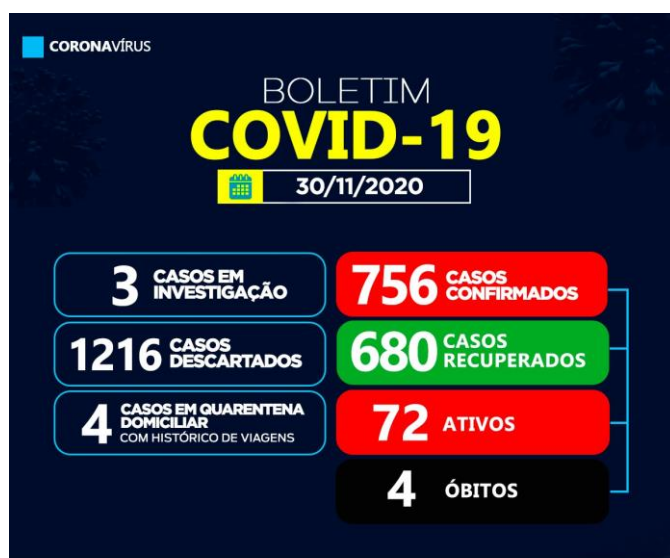 CORONAVÍRUS
BOLETIM
COVID-19
30/11/2020
3 CASOS EM
INVESTIGAÇÃO
1216 CASOS
DESCARTADOS
4 CASOS EM QUARENTENA
DOMICILIAR
COM HISTÓRICO DE VIAGENS
756 CASOS
CONFIRMADOS
680 CASOS
RECUPERADOS
72 ATIVOS
4 ÓBITOS